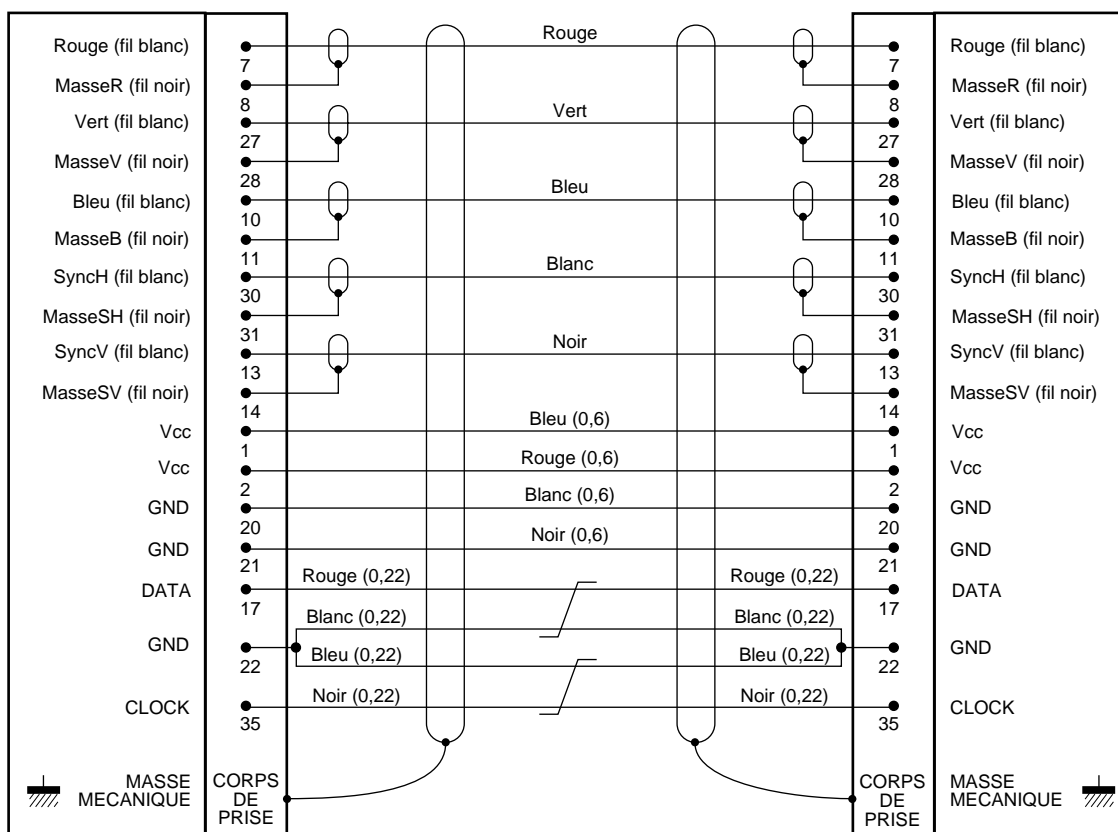 Rouge (fil blanc) 7 Rouge 7 Rouge (fil blanc)
MasseR (fil noir) 8 8 MasseR (fil noir)
Vert (fil blanc) 27 Vert 27 Vert (fil blanc)
MasseV (fil noir) 28 28 MasseV (fil noir)
Bleu (fil blanc) 10 Bleu 10 Bleu (fil blanc)
MasseB (fil noir) 11 11 MasseB (fil noir)
SyncH (fil blanc) 30 Blanc 30 SyncH (fil blanc)
MasseSH (fil noir) 31 31 MasseSH (fil noir)
SyncV (fil blanc) 13 Noir 13 SyncV (fil blanc)
MasseSV (fil noir) 14 14 MasseSV (fil noir)
Vcc 1 Bleu (0,6) 1 Vcc
Vcc 2 Rouge (0,6) 2 Vcc
GND 20 Blanc (0,6) 20 GND
GND 21 Noir (0,6) 21 GND
DATA 17 Rouge (0,22) Rouge (0,22) 17 DATA
Blanc (0,22) Blanc (0,22)
GND 22 Bleu (0,22) Bleu (0,22) 22 GND
CLOCK 35 Noir (0,22) Noir (0,22) 35 CLOCK
MASSE CORPS CORPS MASSE
MECANIQUE DE DE MECANIQUE
PRISE PRISE